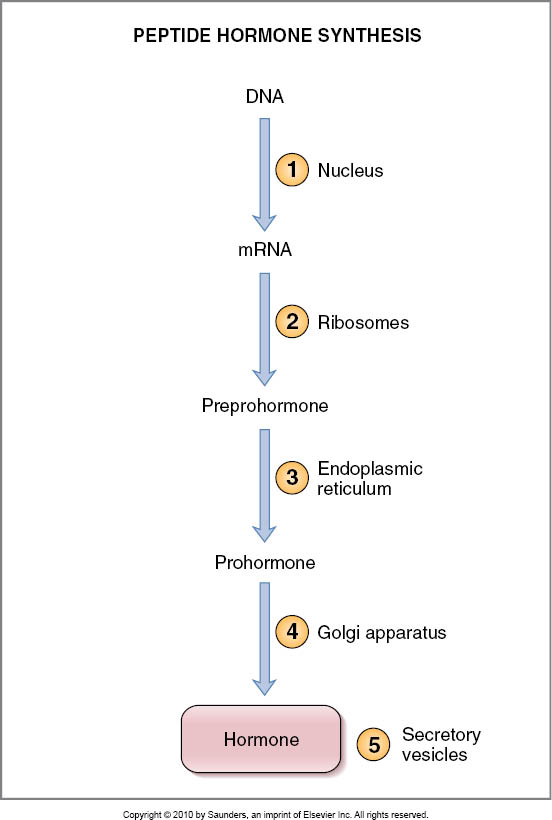 PEPTIDE HORMONE SYNTHESIS
DNA
1 Nucleus
mRNA
2 Ribosomes
Preprohormone
3 Endoplasmic
reticulum
Prohormone
4 Golgi apparatus
Hormone
5 Secretory
vesicles
Copyright © 2010 by Saunders, an imprint of Elsevier Inc. All rights reserved.